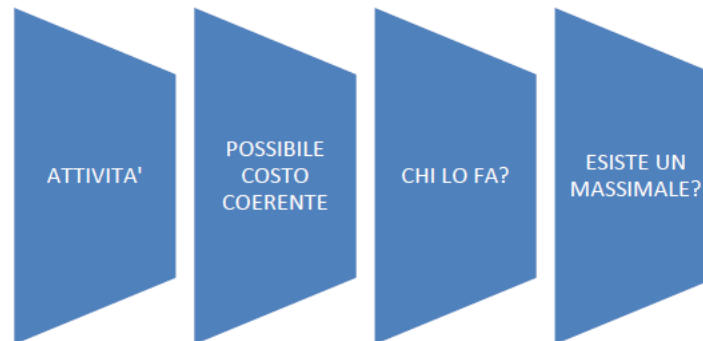 ATTIVITA'
POSSIBILE
COSTO
COERENTE
CHI LO FA?
ESISTE UN
MASSIMALE?